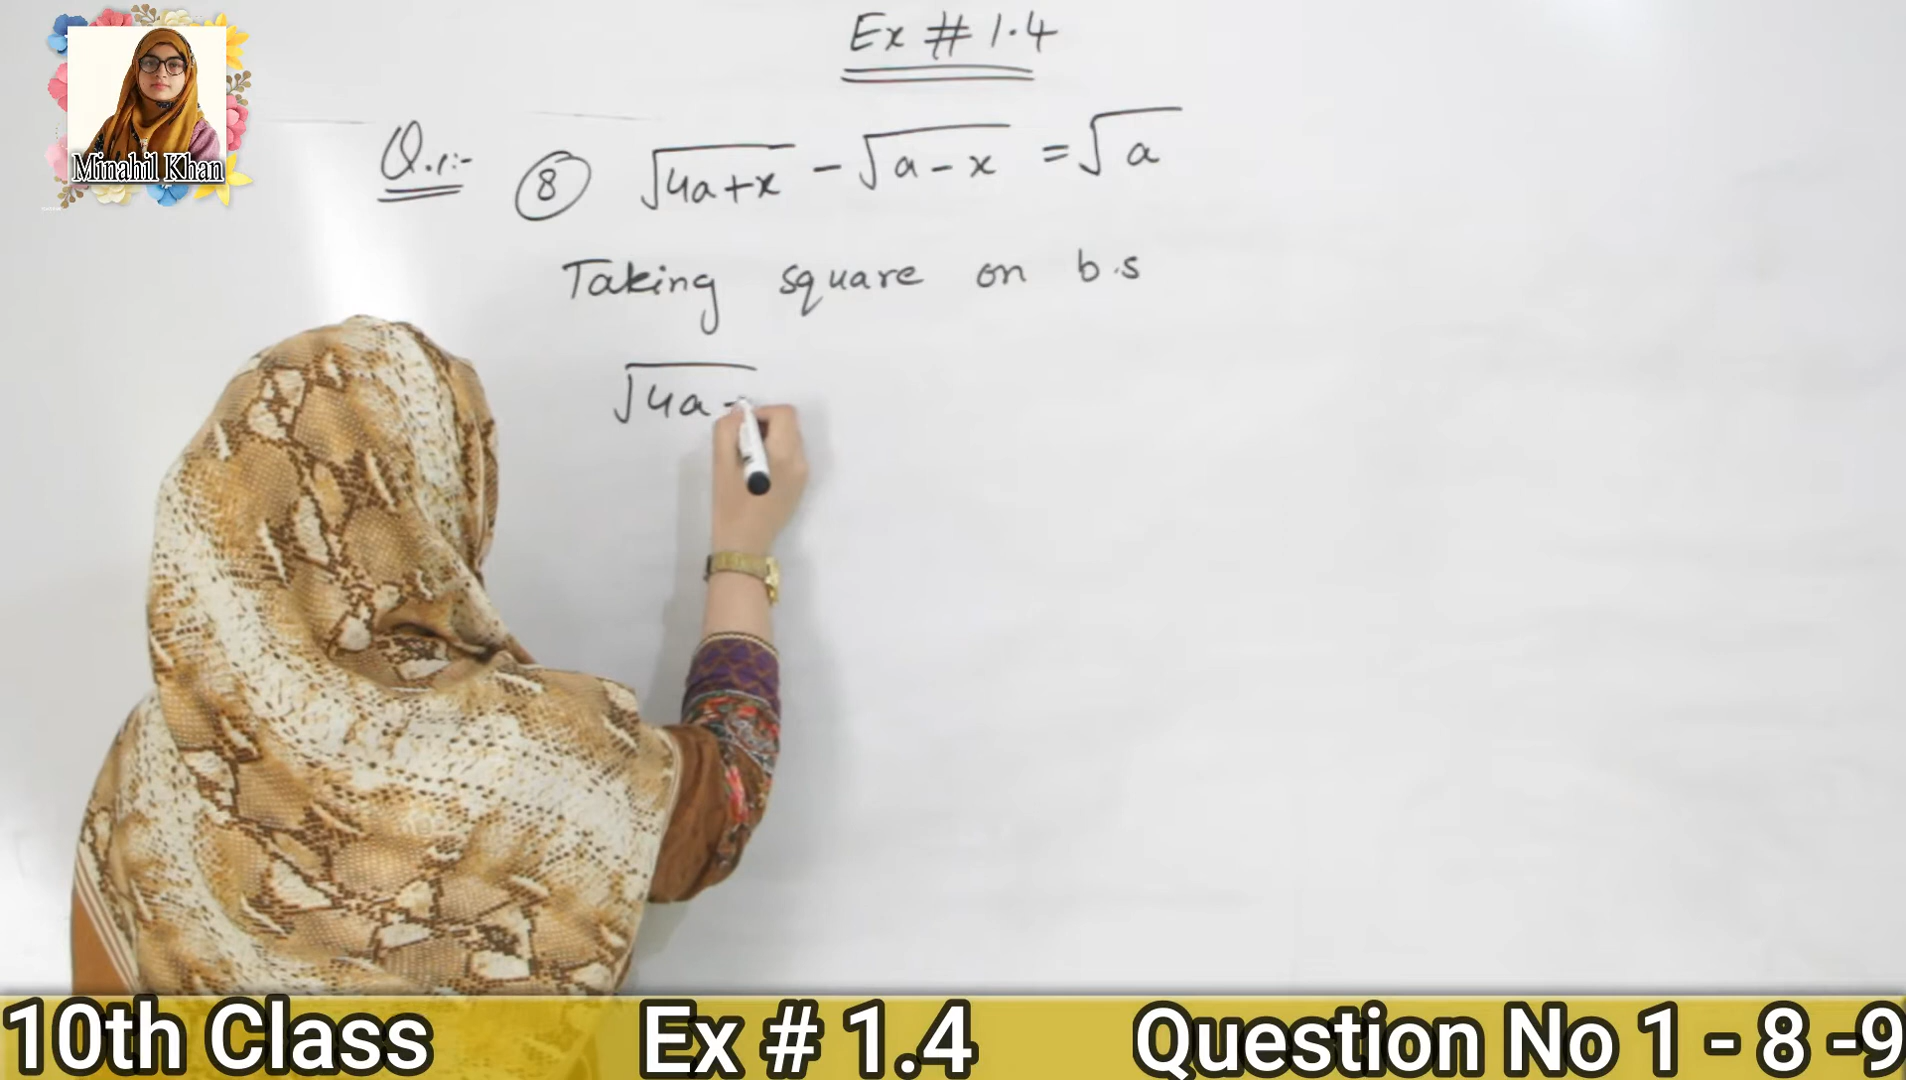 Ex # 1.4
Minahil Khan
Q.1:- ⑧ √4a+x - √a-x = √a
Taking square on b.s
√4a -
10th Class Ex # 1.4 Question No 1 - 8 -9